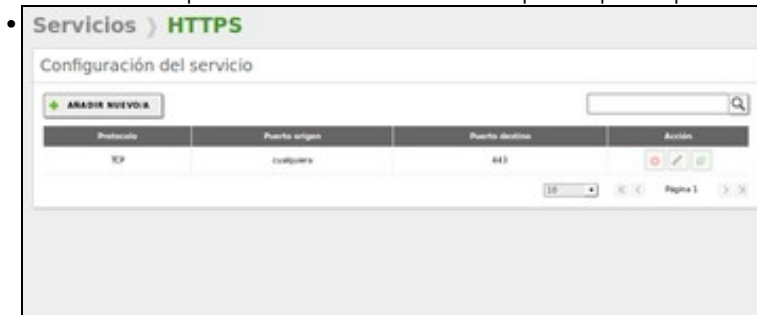 Servicios 〉 HTTPS
Configuración del servicio
AÑADIR NUEVO/A
Protocolo Puerto origen Puerto destino Acción
TCP cualquiera 443
10 Página 1